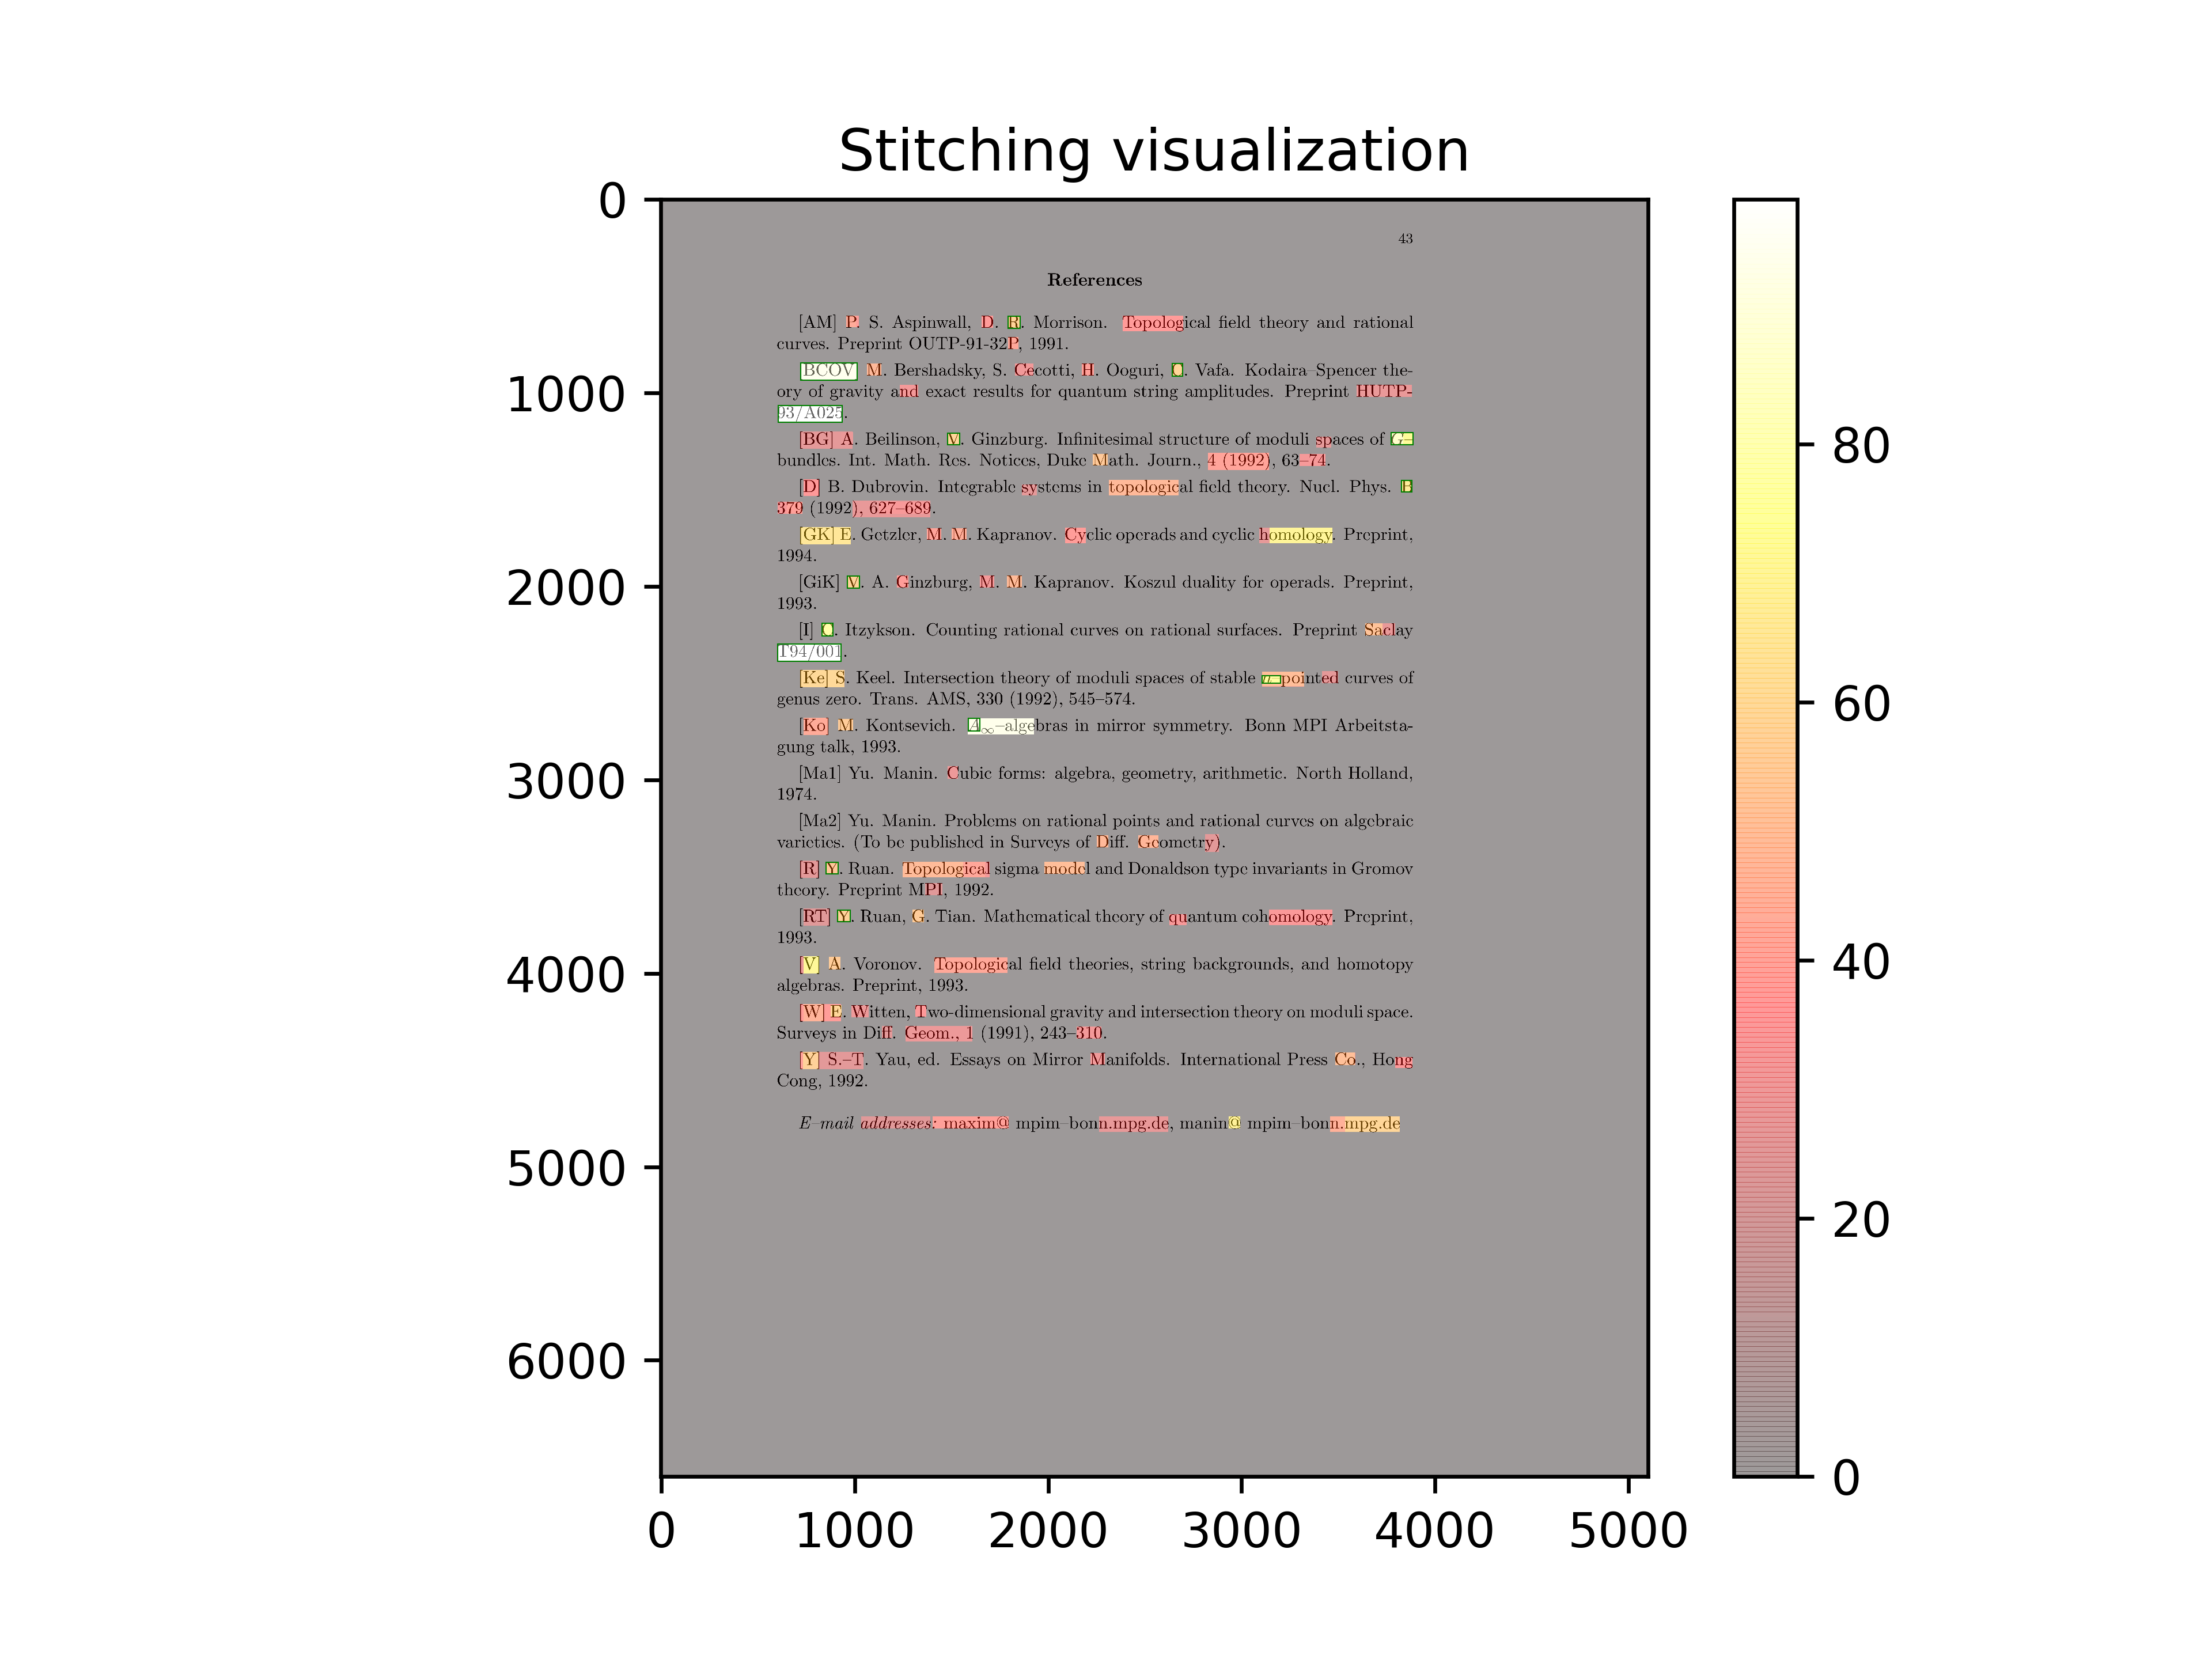 Stitching visualization
0
1000
2000
3000
4000
5000
6000
43
References
[AM] P. S. Aspinwall, D. R. Morrison. Topological field theory and rational
curves. Preprint OUTP-91-32P, 1991.
[BCOV] M. Bershadsky, S. Cecotti, H. Ooguri, C. Vafa. Kodaira–Spencer the-
ory of gravity and exact results for quantum string amplitudes. Preprint HUTP-
93/A025.
[BG] A. Beilinson, V. Ginzburg. Infinitesimal structure of moduli spaces of G–
bundles. Int. Math. Res. Notices, Duke Math. Journ., 4 (1992), 63–74.
[D] B. Dubrovin. Integrable systems in topological field theory. Nucl. Phys. B
379 (1992), 627–689.
[GK] E. Getzler, M. M. Kapranov. Cyclic operads and cyclic homology. Preprint,
1994.
[GiK] V. A. Ginzburg, M. M. Kapranov. Koszul duality for operads. Preprint,
1993.
[I] C. Itzykson. Counting rational curves on rational surfaces. Preprint Saclay
T94/001.
[Ke] S. Keel. Intersection theory of moduli spaces of stable n–pointed curves of
genus zero. Trans. AMS, 330 (1992), 545–574.
[Ko] M. Kontsevich. A∞–algebras in mirror symmetry. Bonn MPI Arbeitsta-
gung talk, 1993.
[Ma1] Yu. Manin. Cubic forms: algebra, geometry, arithmetic. North Holland,
1974.
[Ma2] Yu. Manin. Problems on rational points and rational curves on algebraic
varieties. (To be published in Surveys of Diff. Geometry).
[R] Y. Ruan. Topological sigma model and Donaldson type invariants in Gromov
theory. Preprint MPI, 1992.
[RT] Y. Ruan, G. Tian. Mathematical theory of quantum cohomology. Preprint,
1993.
[V] A. Voronov. Topological field theories, string backgrounds, and homotopy
algebras. Preprint, 1993.
[W] E. Witten, Two-dimensional gravity and intersection theory on moduli space.
Surveys in Diff. Geom., 1 (1991), 243–310.
[Y] S.–T. Yau, ed. Essays on Mirror Manifolds. International Press Co., Hong
Cong, 1992.
E–mail addresses: maxim@ mpim–bonn.mpg.de, manin@ mpim–bonn.mpg.de
0 1000 2000 3000 4000 5000
80
60
40
20
0